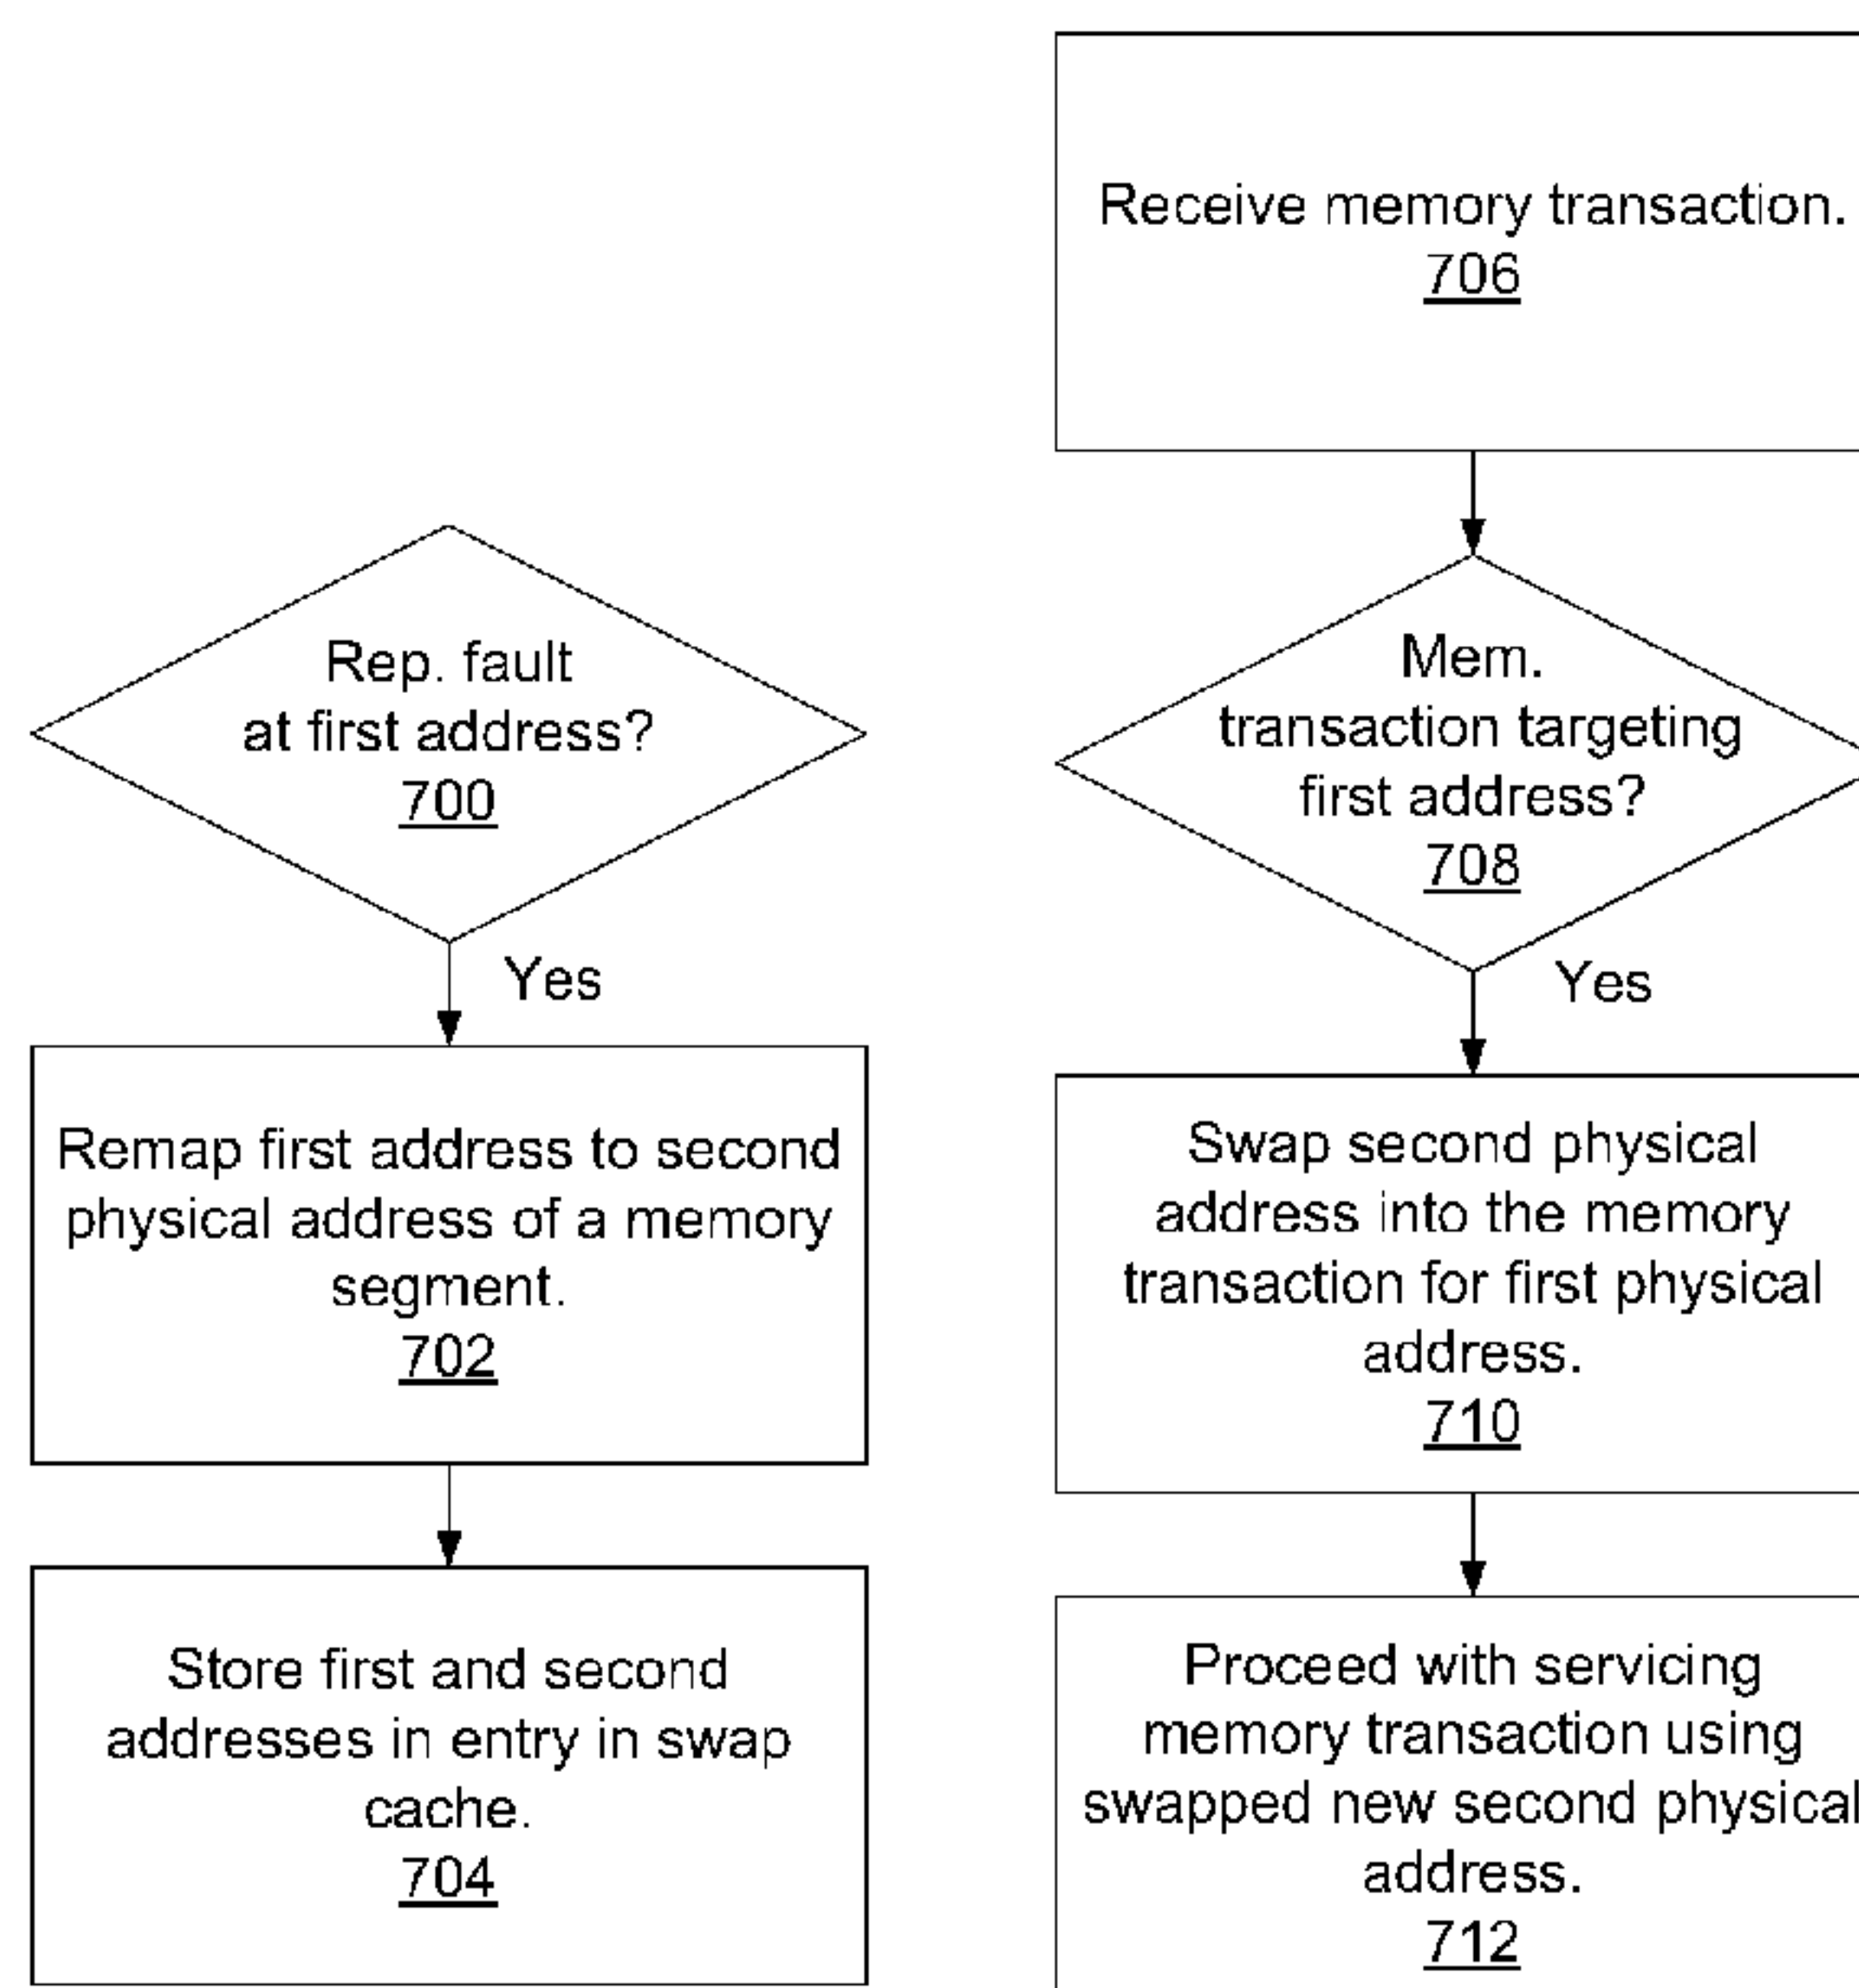 Rep. fault
at first address?
700
Yes
Remap first address to second
physical address of a memory
segment.
702
Store first and second
addresses in entry in swap
cache.
704
Receive memory transaction.
706
Mem.
transaction targeting
first address?
708
Yes
Swap second physical
address into the memory
transaction for first physical
address.
710
Proceed with servicing
memory transaction using
swapped new second physical
address.
712